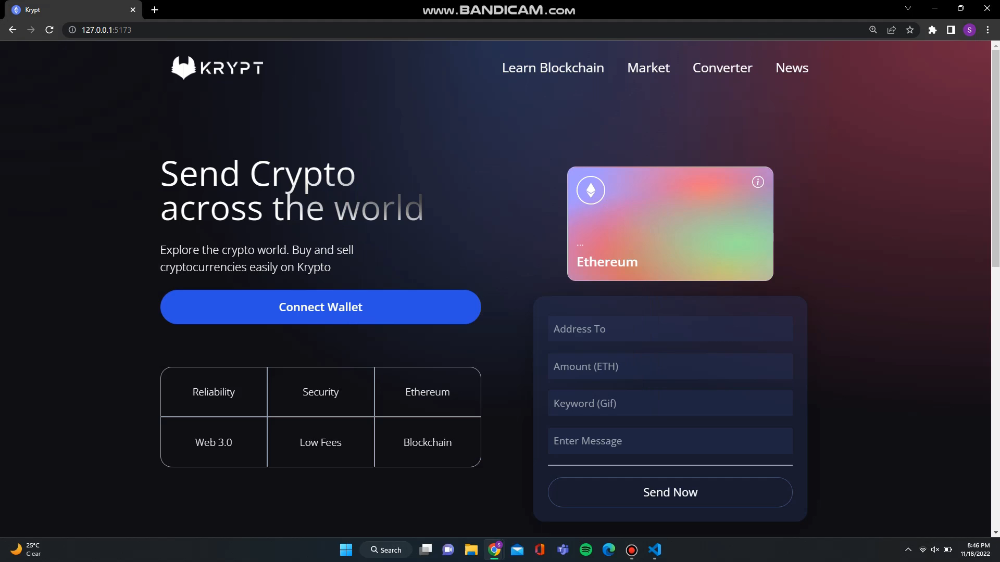 Krypt
www.BANDICAM.com
127.0.0.1:5173
S
KRYPT
Learn Blockchain
Market
Converter
News
Send Crypto
across the world
Explore the crypto world. Buy and sell
cryptocurrencies easily on Krypto
Connect Wallet
Reliability
Security
Ethereum
Web 3.0
Low Fees
Blockchain
i
...
Ethereum
Address To
Amount (ETH)
Keyword (Gif)
Enter Message
Send Now
25°C
Clear
Search
S
8:46 PM
11/18/2022